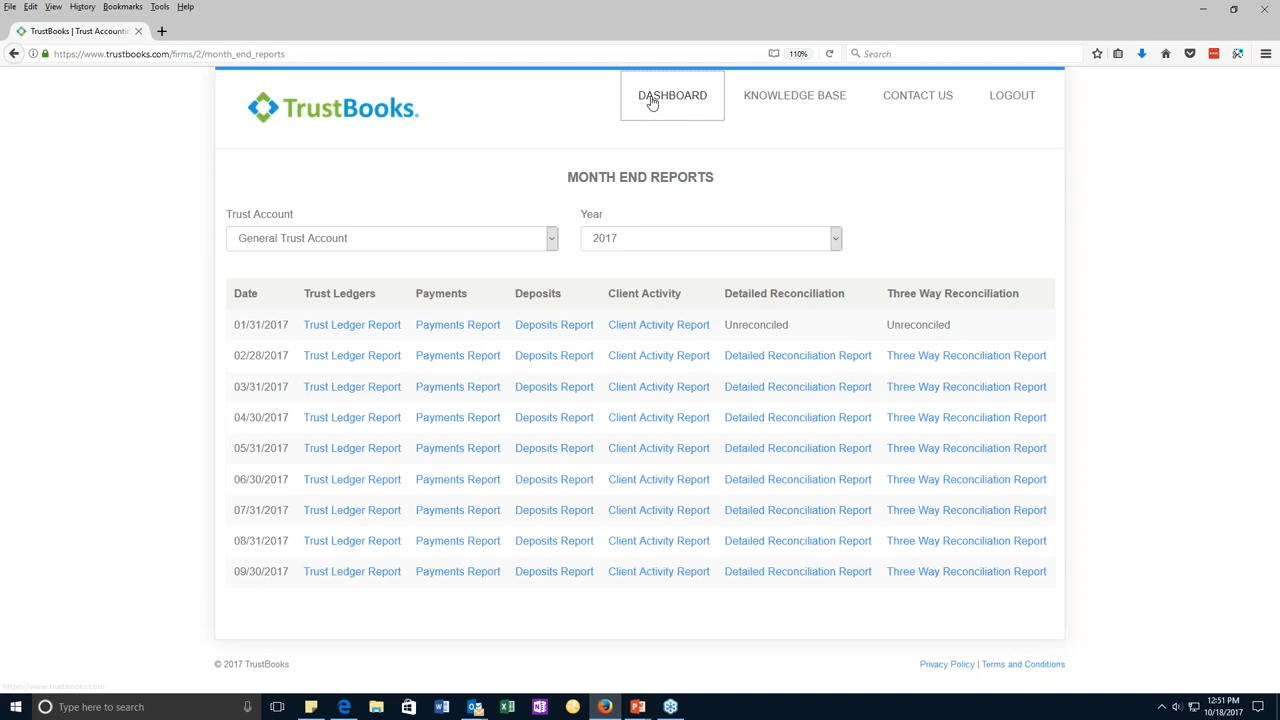 File Edit View History Bookmarks Tools Help
TrustBooks | Trust Accountin
https://www.trustbooks.com/firms/2/month_end_reports
110%
Search
TrustBooks.
DASHBOARD KNOWLEDGE BASE CONTACT US LOGOUT
MONTH END REPORTS
Trust Account Year
General Trust Account 2017
Date Trust Ledgers Payments Deposits Client Activity Detailed Reconciliation Three Way Reconciliation
01/31/2017 Trust Ledger Report Payments Report Deposits Report Client Activity Report Unreconciled Unreconciled
02/28/2017 Trust Ledger Report Payments Report Deposits Report Client Activity Report Detailed Reconciliation Report Three Way Reconciliation Report
03/31/2017 Trust Ledger Report Payments Report Deposits Report Client Activity Report Detailed Reconciliation Report Three Way Reconciliation Report
04/30/2017 Trust Ledger Report Payments Report Deposits Report Client Activity Report Detailed Reconciliation Report Three Way Reconciliation Report
05/31/2017 Trust Ledger Report Payments Report Deposits Report Client Activity Report Detailed Reconciliation Report Three Way Reconciliation Report
06/30/2017 Trust Ledger Report Payments Report Deposits Report Client Activity Report Detailed Reconciliation Report Three Way Reconciliation Report
07/31/2017 Trust Ledger Report Payments Report Deposits Report Client Activity Report Detailed Reconciliation Report Three Way Reconciliation Report
08/31/2017 Trust Ledger Report Payments Report Deposits Report Client Activity Report Detailed Reconciliation Report Three Way Reconciliation Report
09/30/2017 Trust Ledger Report Payments Report Deposits Report Client Activity Report Detailed Reconciliation Report Three Way Reconciliation Report
© 2017 TrustBooks Privacy Policy | Terms and Conditions
https://www.trustbooks.com
Type here to search
12:51 PM
10/18/2017